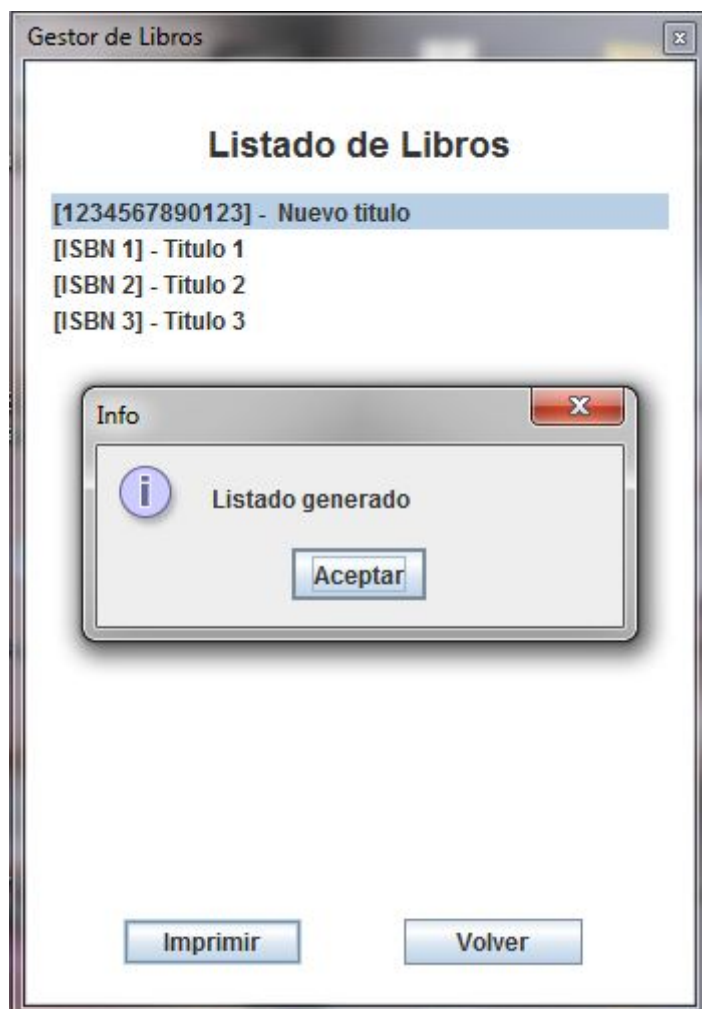 Gestor de Libros
Listado de Libros
[1234567890123] - Nuevo titulo
[ISBN 1] - Titulo 1
[ISBN 2] - Titulo 2
[ISBN 3] - Titulo 3
Info
Listado generado
Aceptar
Imprimir
Volver